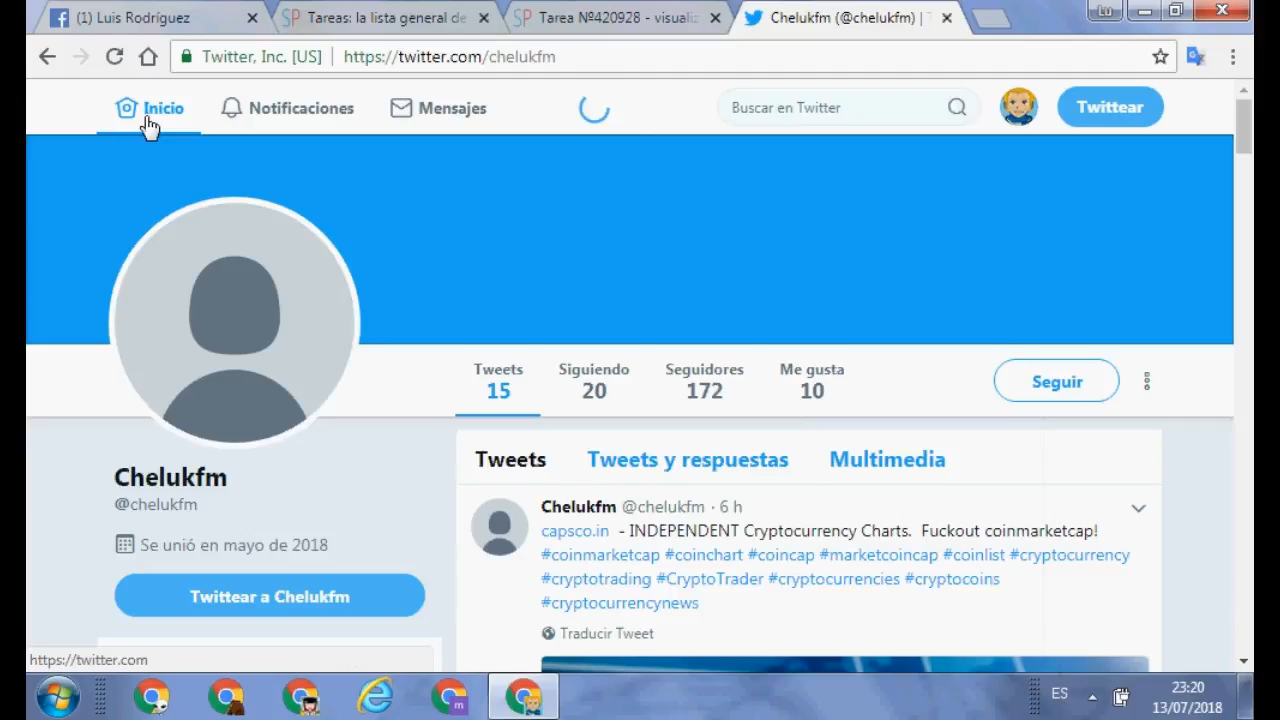 (1) Luis Rodríguez
Tareas: la lista general de
Tarea Nº420928 - visualiz
Chelukfm (@chelukfm) | T
Lu
Twitter, Inc. [US] https://twitter.com/chelukfm
Inicio
Notificaciones
Mensajes
Buscar en Twitter
Twittear
Tweets
15
Siguiendo
20
Seguidores
172
Me gusta
10
Seguir
Chelukfm
@chelukfm
Se unió en mayo de 2018
Twittear a Chelukfm
Tweets
Tweets y respuestas
Multimedia
Chelukfm @chelukfm · 6 h
capsco.in - INDEPENDENT Cryptocurrency Charts. Fuckout coinmarketcap!
#coinmarketcap #coinchart #coincap #marketcoincap #coinlist #cryptocurrency
#cryptotrading #CryptoTrader #cryptocurrencies #cryptocoins
#cryptocurrencynews
Traducir Tweet
https://twitter.com
m
ES
23:20
13/07/2018